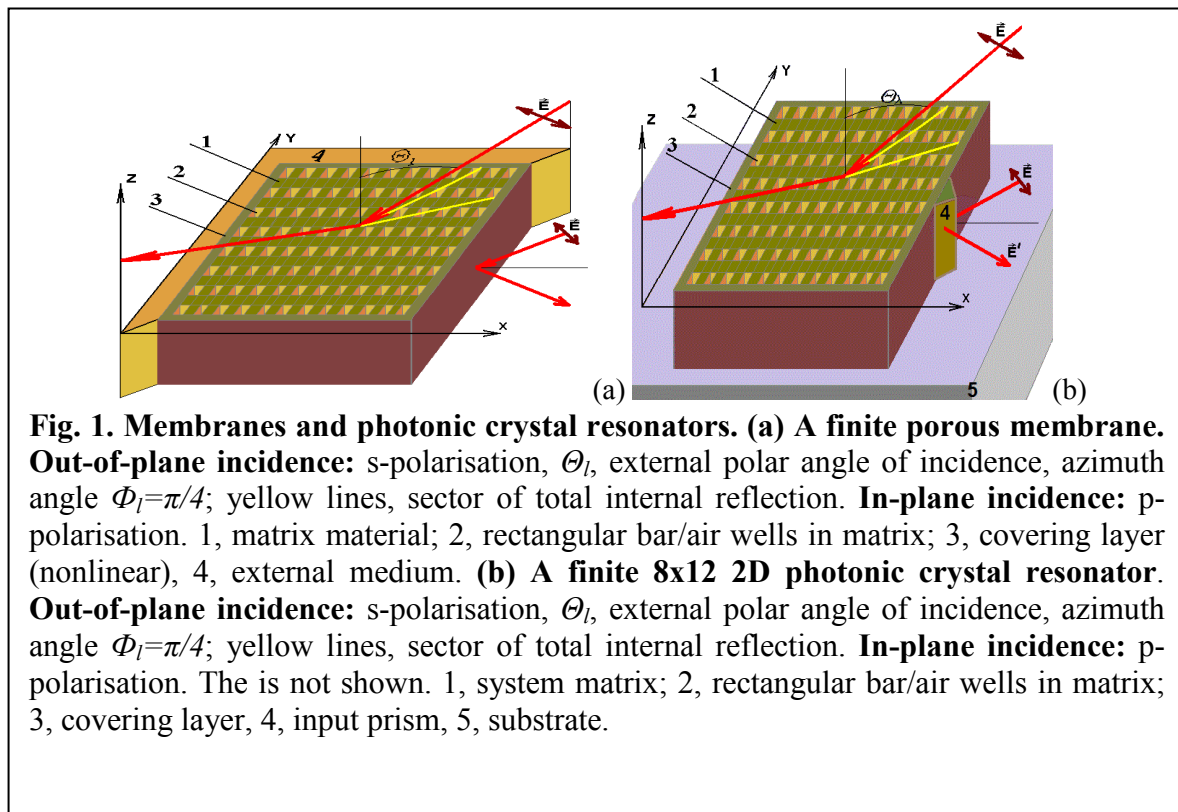 E⃗
Y
1
4
Θl
2
Z
3
E⃗
X
(a)
E⃗
Y
1
Θ
2
Z
3
E⃗
4
E⃗'
X
5
(b)
Fig. 1. Membranes and photonic crystal resonators. (a) A finite porous membrane.
Out-of-plane incidence: s-polarisation, Θl, external polar angle of incidence, azimuth
angle Φl=π/4; yellow lines, sector of total internal reflection. In-plane incidence: p-
polarisation. 1, matrix material; 2, rectangular bar/air wells in matrix; 3, covering layer
(nonlinear), 4, external medium. (b) A finite 8x12 2D photonic crystal resonator.
Out-of-plane incidence: s-polarisation, Θl, external polar angle of incidence, azimuth
angle Φl=π/4; yellow lines, sector of total internal reflection. In-plane incidence: p-
polarisation. The is not shown. 1, system matrix; 2, rectangular bar/air wells in matrix;
3, covering layer, 4, input prism, 5, substrate.